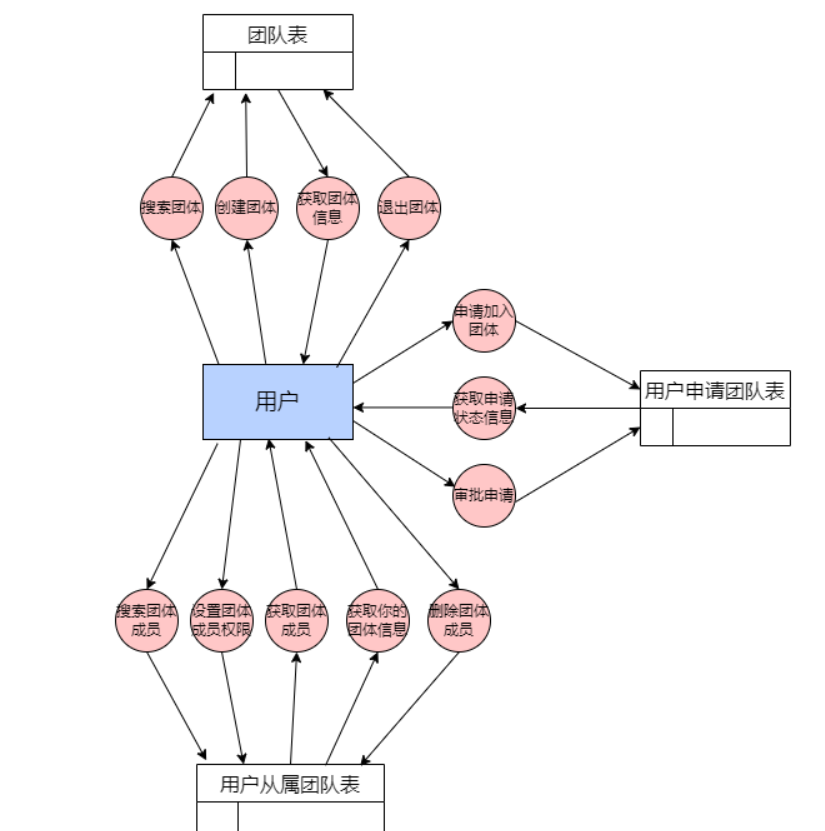 团队表
搜索团体
创建团体
获取团体
信息
退出团体
申请加入
团体
用户
获取申请
状态信息
用户申请团队表
审批申请
搜索团体
成员
设置团体
成员权限
获取团体
成员
获取你的
团体信息
删除团体
成员
用户从属团队表